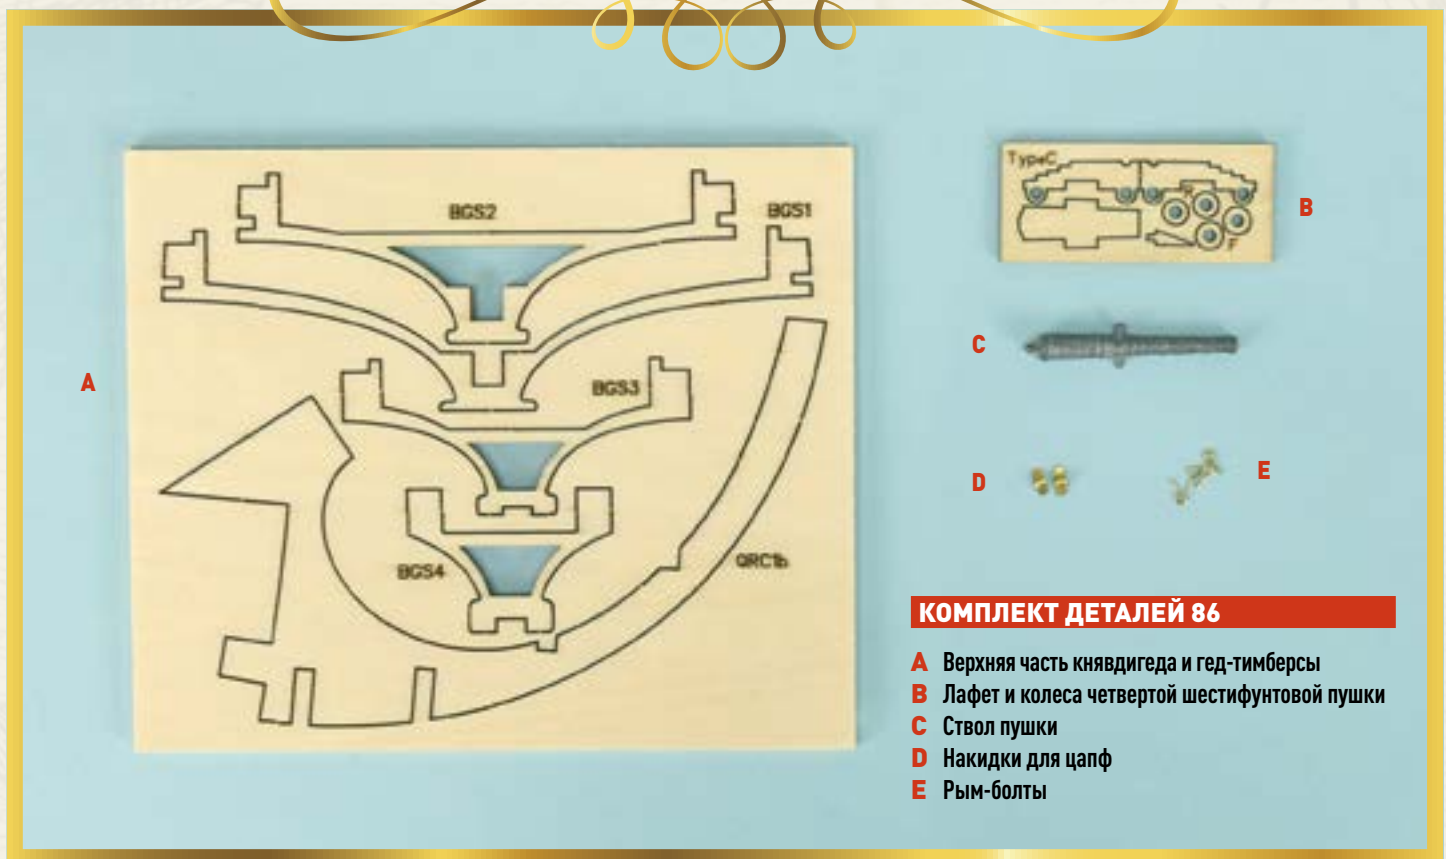 BGS2
BGS1
TypeC
B
A
C
BGS3
D
E
BGS4
QRC1b
F
КОМПЛЕКТ ДЕТАЛЕЙ 86
A Верхняя часть княвдигеда и гед-тимберсы
B Лафет и колеса четвертой шестифунтовой пушки
C Ствол пушки
D Накидки для цапф
E Рым-болты